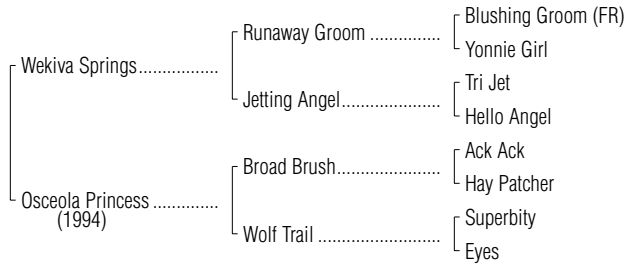 Blushing Groom (FR)
Runaway Groom ..............
Yonnie Girl
Wekiva Springs................
Tri Jet
Jetting Angel....................
Hello Angel
Ack Ack
Broad Brush.....................
Hay Patcher
Osceola Princess .............
(1994)
Superbity
Wolf Trail .........................
Eyes